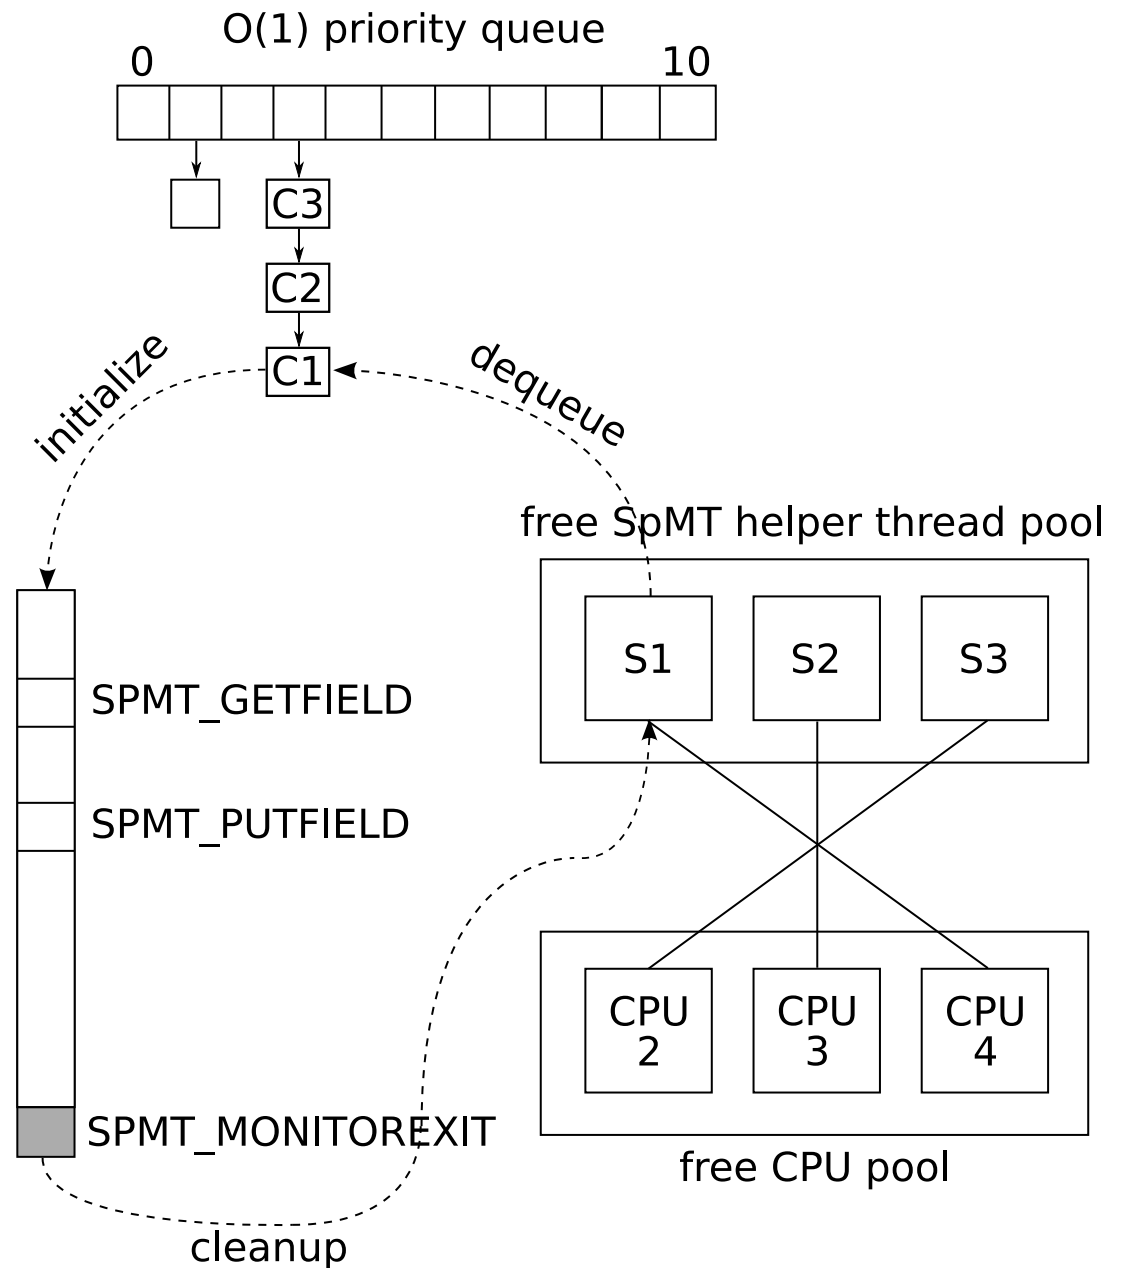 O(1) priority queue
0 10
C3
C2
C1
initialize
dequeue
free SpMT helper thread pool
S1 S2 S3
SPMT_GETFIELD
SPMT_PUTFIELD
CPU 2
CPU 3
CPU 4
SPMT_MONITOREXIT
free CPU pool
cleanup